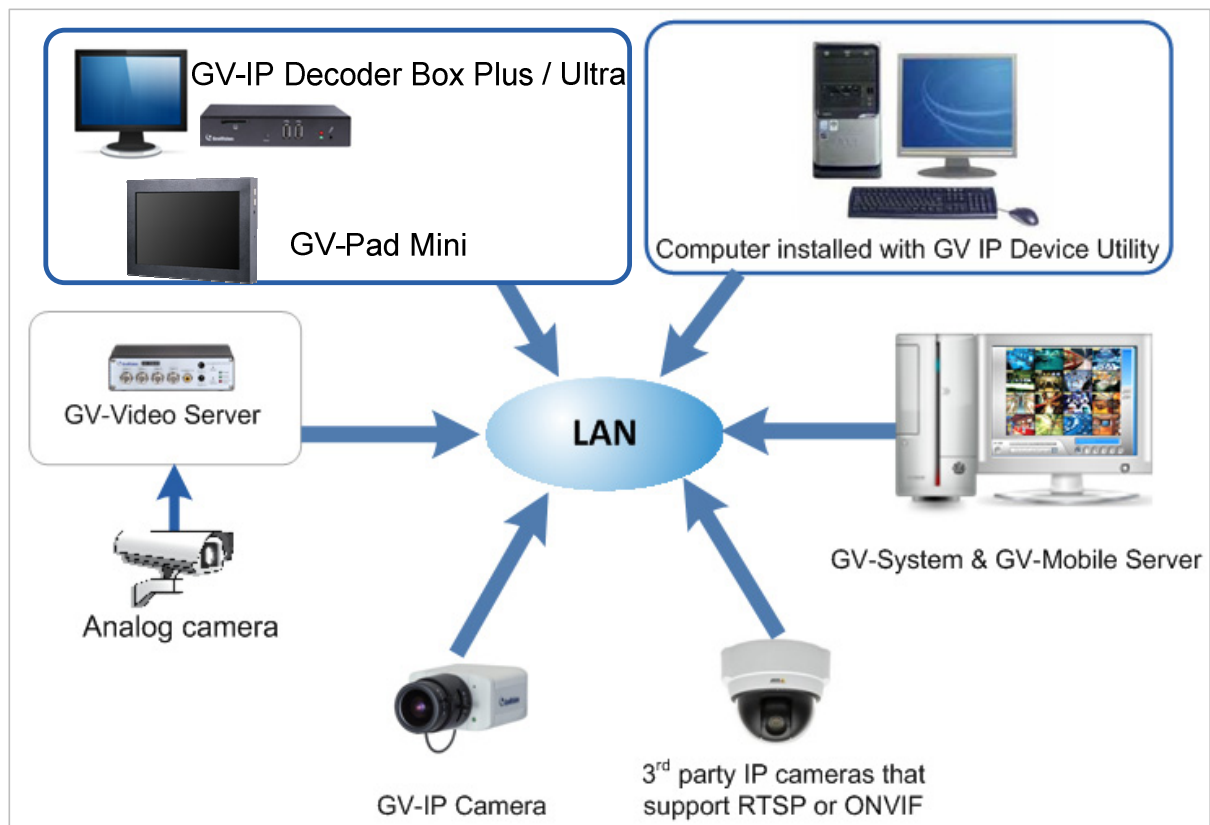 GV-IP Decoder Box Plus / Ultra
GV-Pad Mini
Computer installed with GV IP Device Utility
GV-Video Server
LAN
GV-System & GV-Mobile Server
Analog camera
GV-IP Camera
3rd party IP cameras that
support RTSP or ONVIF